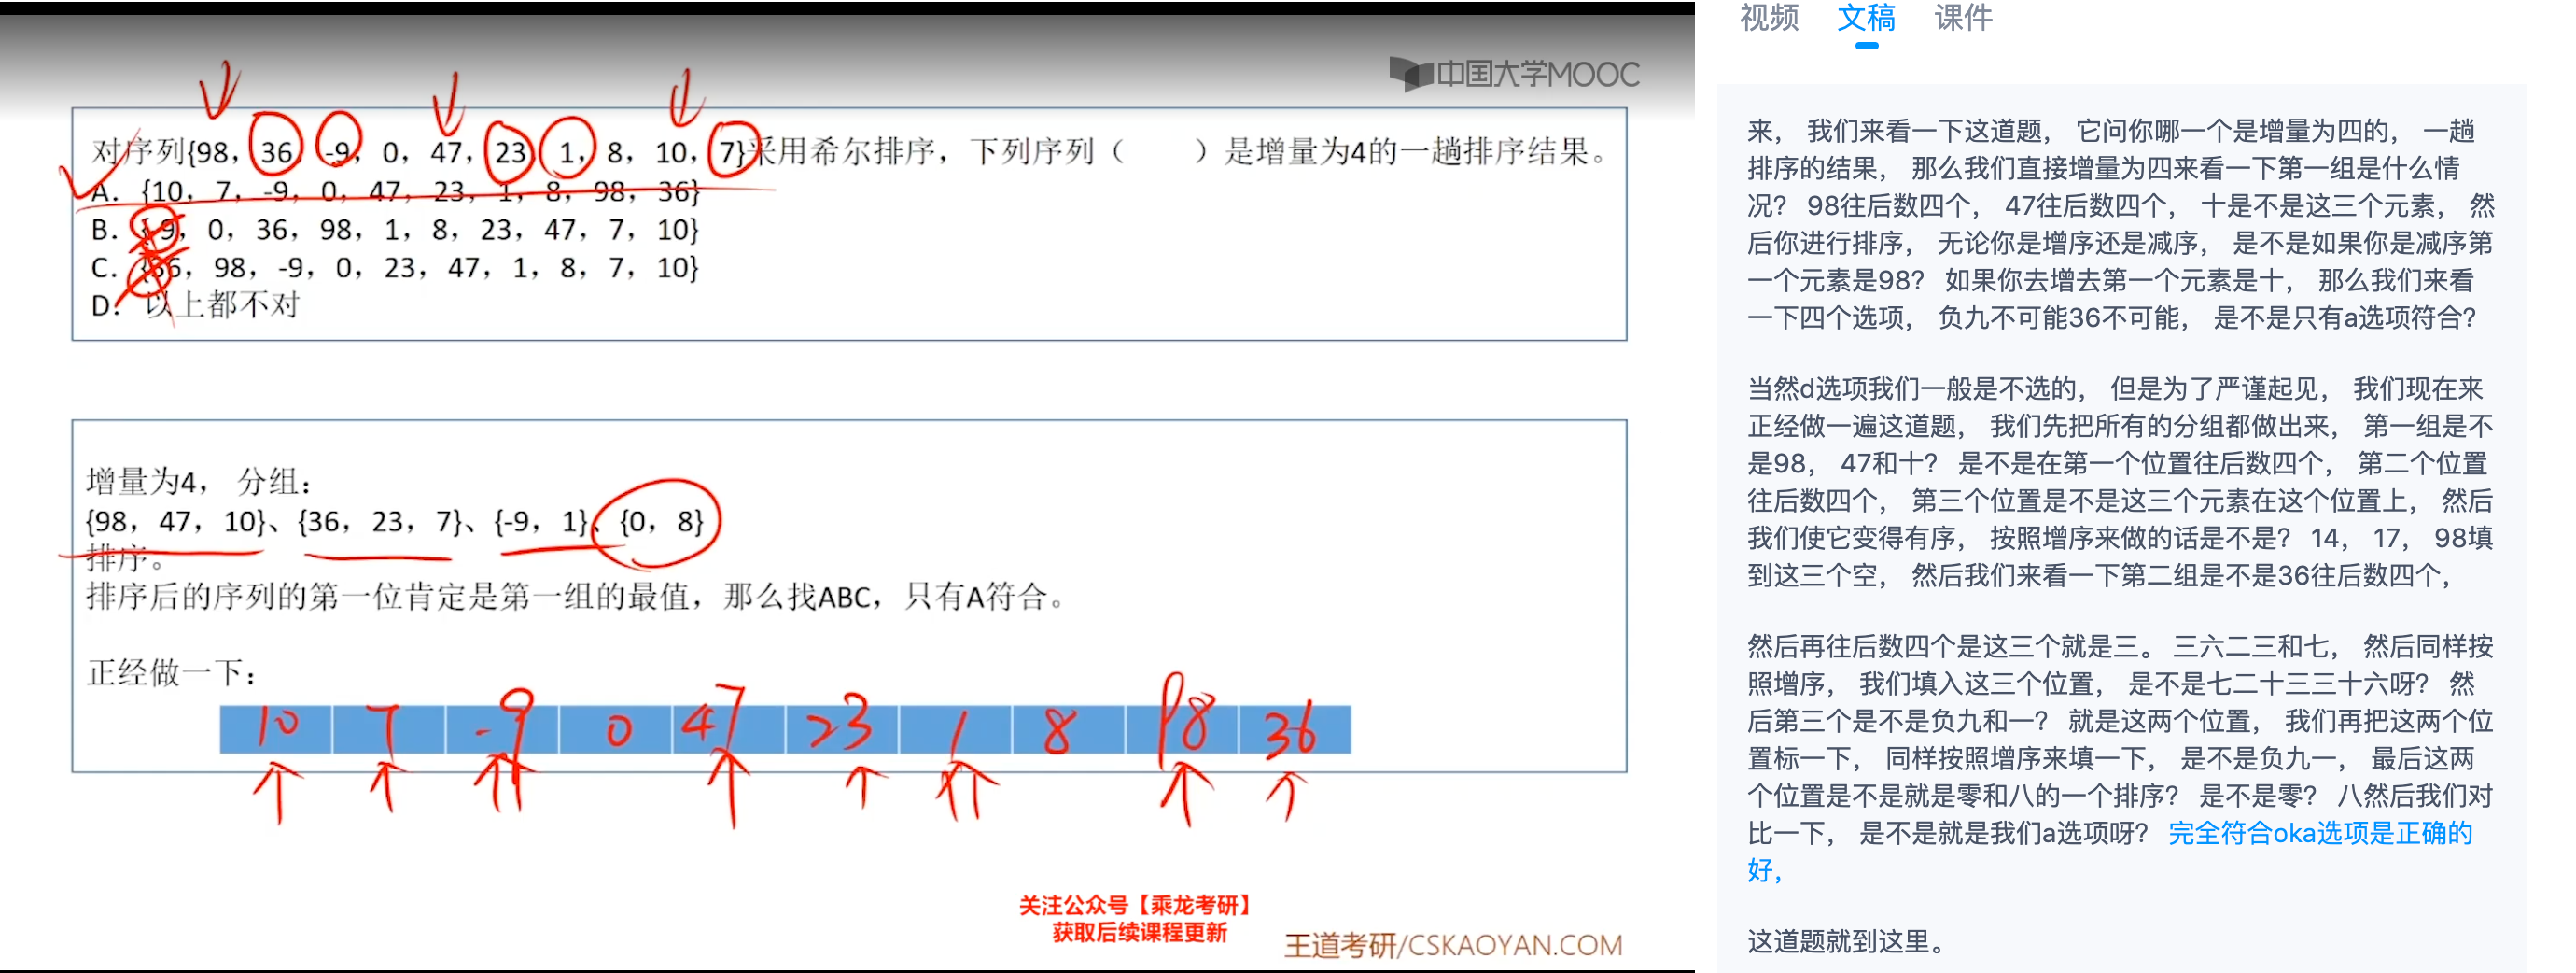 中国大学MOOC
对序列{98，36，-9，0，47，23，1，8，10，7}采用希尔排序，下列序列（　　）是增量为4的一趟排序结果。
A. {10，7，-9，0，47，23，1，8，98，36}
B. {-9，0，36，98，1，8，23，47，7，10}
C. {36，98，-9，0，23，47，1，8，7，10}
D. 以上都不对
增量为4，分组：
{98，47，10}、{36，23，7}、{-9，1}、{0，8}
排序。
排序后的序列的第一位肯定是第一组的最值，那么找ABC，只有A符合。
正经做一下：
10 7 -9 0 47 23 1 8 98 36
关注公众号【乘龙考研】
获取后续课程更新
王道考研/CSKAOYAN.COM
视频 文稿 课件
来， 我们来看一下这道题， 它问你哪一个是增量为四的， 一趟
排序的结果， 那么我们直接增量为四来看一下第一组是什么情
况？ 98往后数四个， 47往后数四个， 十是不是这三个元素， 然
后你进行排序， 无论你是增序还是减序， 是不是如果你是减序第
一个元素是98？ 如果你去增去第一个元素是十， 那么我们来看
一下四个选项， 负九不可能36不可能， 是不是只有a选项符合？
当然d选项我们一般是不选的， 但是为了严谨起见， 我们现在来
正经做一遍这道题， 我们先把所有的分组都做出来， 第一组是不
是98， 47和十？ 是不是在第一个位置往后数四个， 第二个位置
往后数四个， 第三个位置是不是这三个元素在这个位置上， 然后
我们使它变得有序， 按照增序来做的话是不是？ 14， 17， 98填
到这三个空， 然后我们来看一下第二组是不是36往后数四个，
然后再往后数四个是这三个就是三。 三六二三和七， 然后同样按
照增序， 我们填入这三个位置， 是不是七二十三三十六呀？ 然
后第三个是不是负九和一？ 就是这两个位置， 我们再把这两个位
置标一下， 同样按照增序来填一下， 是不是负九一， 最后这两
个位置是不是就是零和八的一个排序？ 是不是零？ 八然后我们对
比一下， 是不是就是我们a选项呀？ 完全符合oka选项是正确的
好，
这道题就到这里。